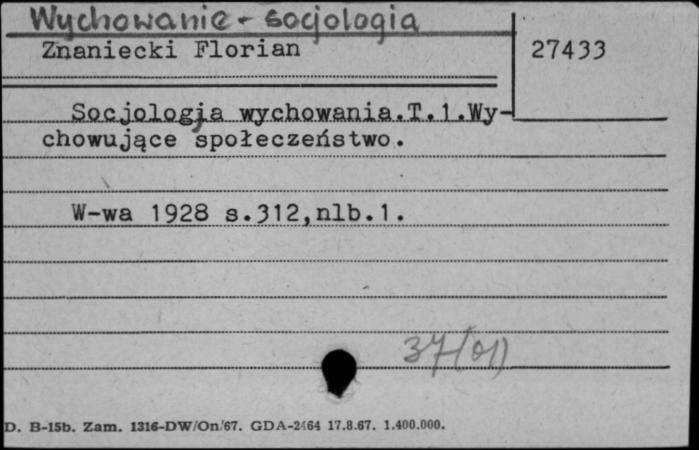 Wychowanie - socjologia
Znaniecki Florian
27433
Socjologja wychowania.T.1.Wy-
chowujące społeczeństwo.
W-wa 1928 s.312,nlb.1.
37(01)
D. B-15b. Zam. 1316-DW/On/67. GDA-2464 17.8.67. 1.400.000.